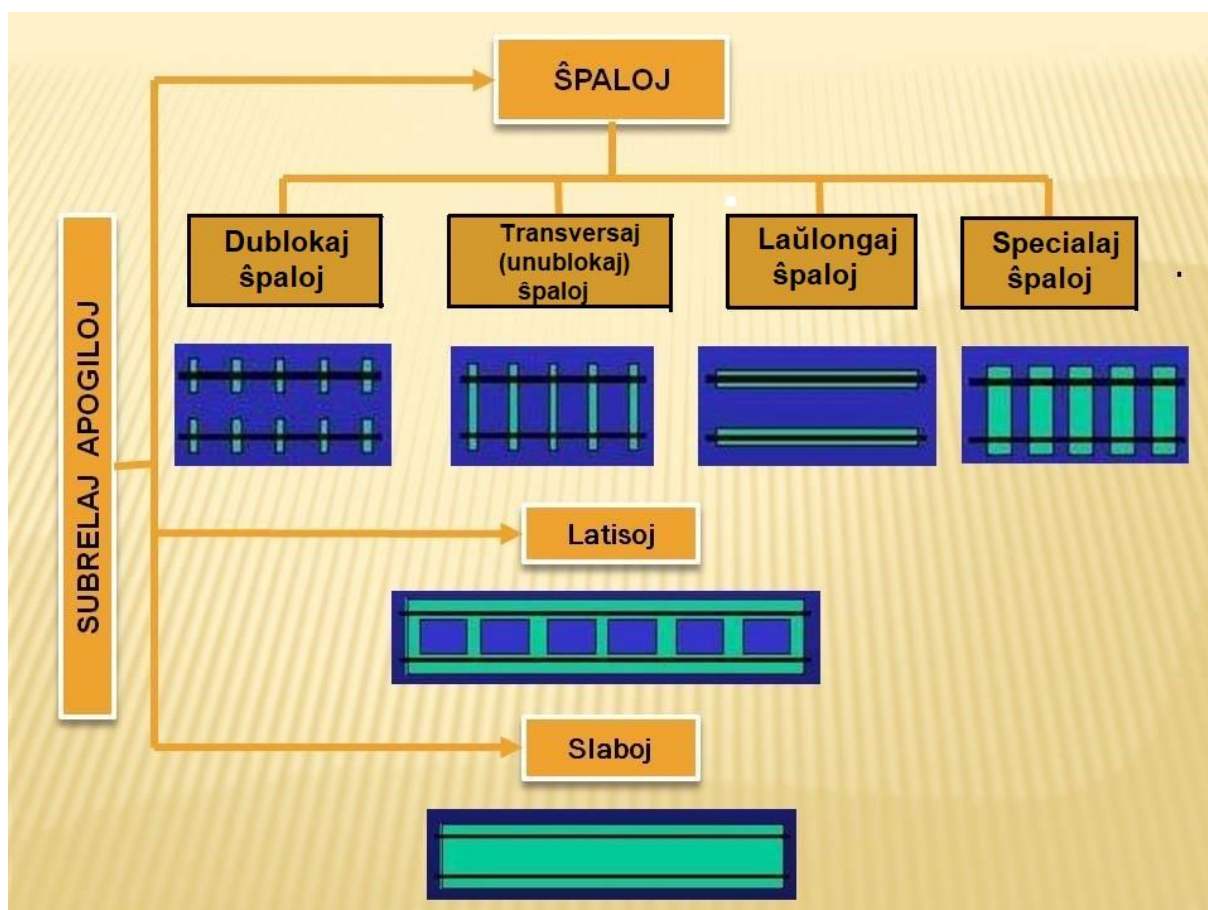 ŜPALOJ
Dublokaj
ŝpaloj
Transversaj
(unublokaj)
ŝpaloj
Laŭlongaj
ŝpaloj
Specialaj
ŝpaloj
.
SUBRELAJ APOGILOJ
Latisoj
Slaboj